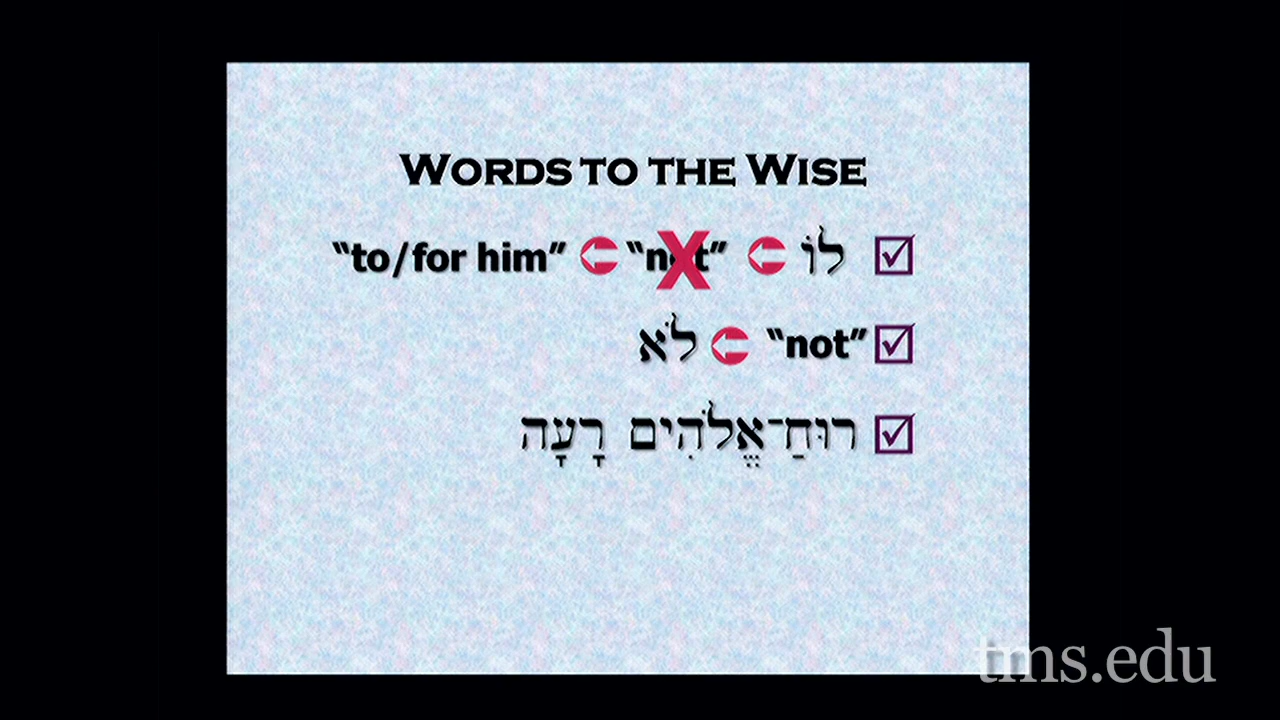 WORDS TO THE WISE
לוֹ "not" X "to/for him"
"not" לֹא
רוּחַ־אֱלֹהִים רָעָה
tms.edu